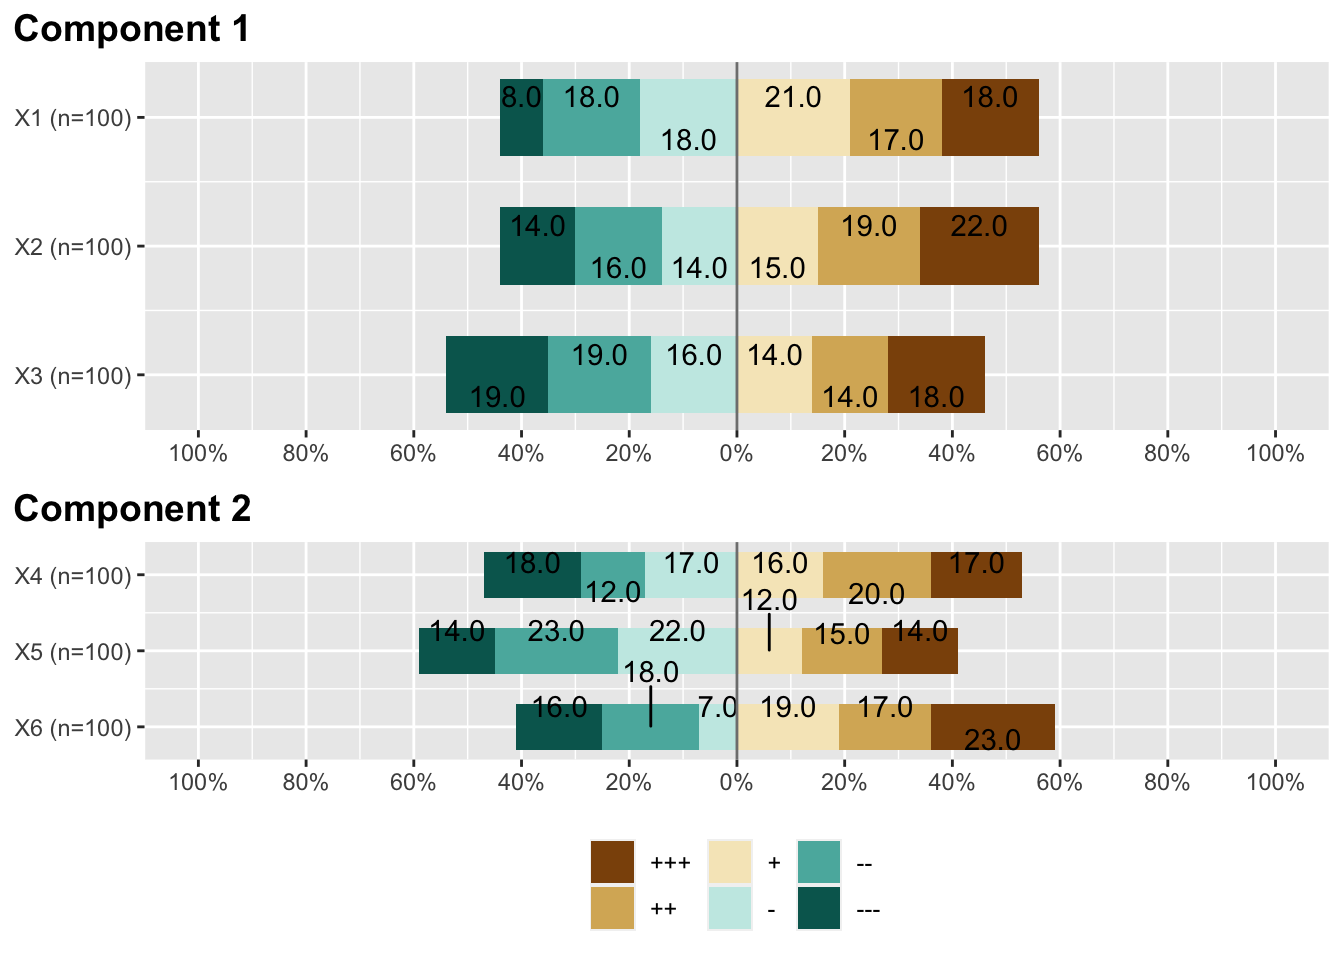 Component 1
X1 (n=100) 8.0 18.0 18.0 21.0 17.0 18.0
X2 (n=100) 14.0 16.0 14.0 15.0 19.0 22.0
X3 (n=100) 19.0 19.0 16.0 14.0 14.0 18.0
100% 80% 60% 40% 20% 0% 20% 40% 60% 80% 100%
Component 2
X4 (n=100) 18.0 12.0 17.0 16.0 20.0 17.0
X5 (n=100) 14.0 23.0 22.0 12.0 15.0 14.0
X6 (n=100) 16.0 18.0 7.0 19.0 17.0 23.0
100% 80% 60% 40% 20% 0% 20% 40% 60% 80% 100%
+++ + --
++ - ---